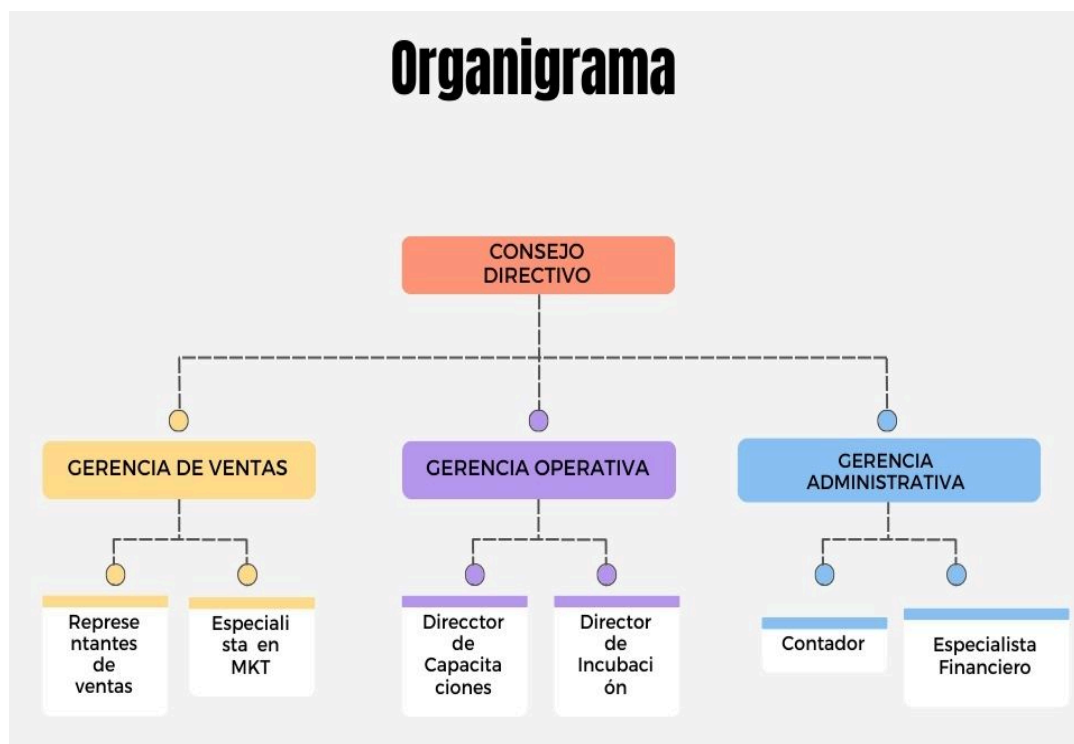 Organigrama
CONSEJO
DIRECTIVO
GERENCIA DE VENTAS
GERENCIA OPERATIVA
GERENCIA
ADMINISTRATIVA
Represe
ntantes
de
ventas
Especiali
sta en
MKT
Direcctor
de
Capacita
ciones
Director
de
Incubaci
ón
Contador
Especialista
Financiero